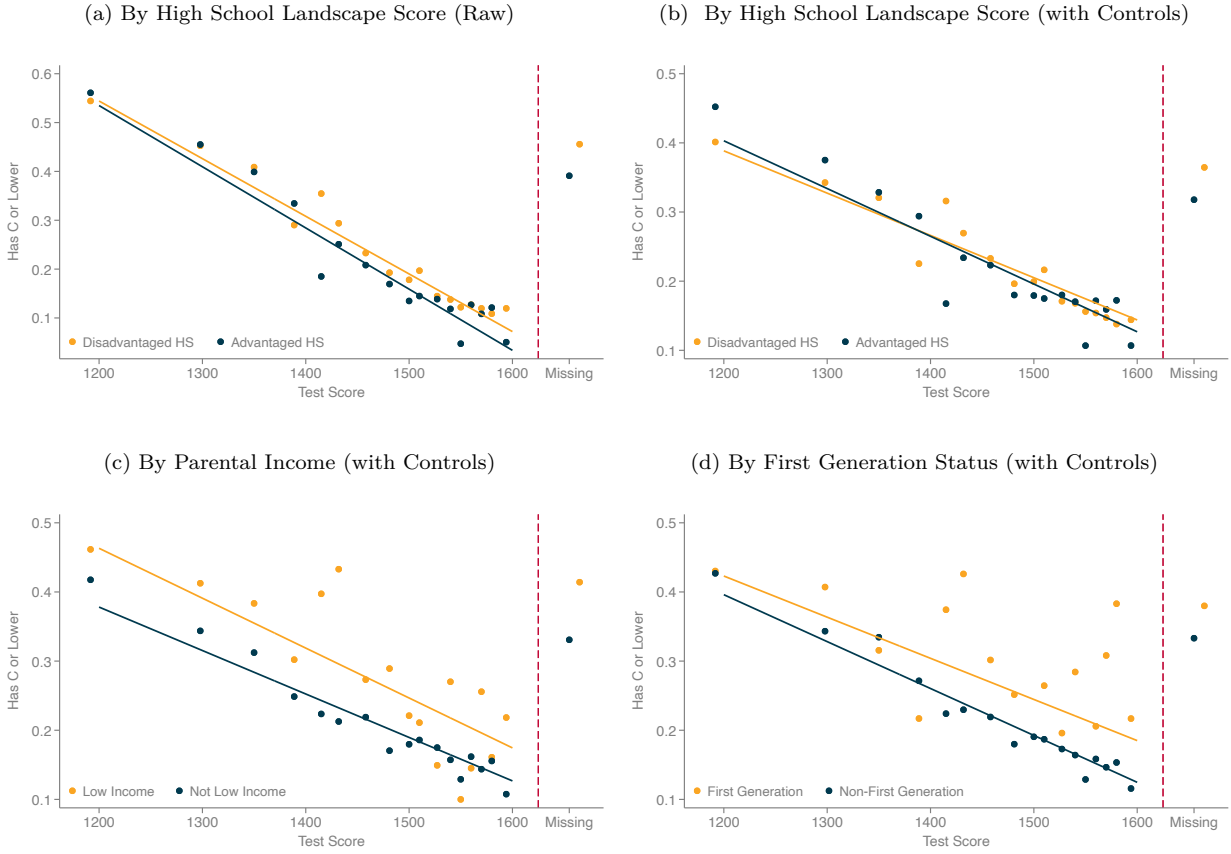 (a) By High School Landscape Score (Raw)
Has C or Lower
0.6
0.5
0.4
0.3
0.2
0.1
Disadvantaged HS Advantaged HS
1200 1300 1400 1500 1600 Missing
Test Score
(b) By High School Landscape Score (with Controls)
Has C or Lower
0.5
0.4
0.3
0.2
0.1
Disadvantaged HS Advantaged HS
1200 1300 1400 1500 1600 Missing
Test Score
(c) By Parental Income (with Controls)
Has C or Lower
0.5
0.4
0.3
0.2
0.1
Low Income Not Low Income
1200 1300 1400 1500 1600 Missing
Test Score
(d) By First Generation Status (with Controls)
Has C or Lower
0.5
0.4
0.3
0.2
0.1
First Generation Non-First Generation
1200 1300 1400 1500 1600 Missing
Test Score